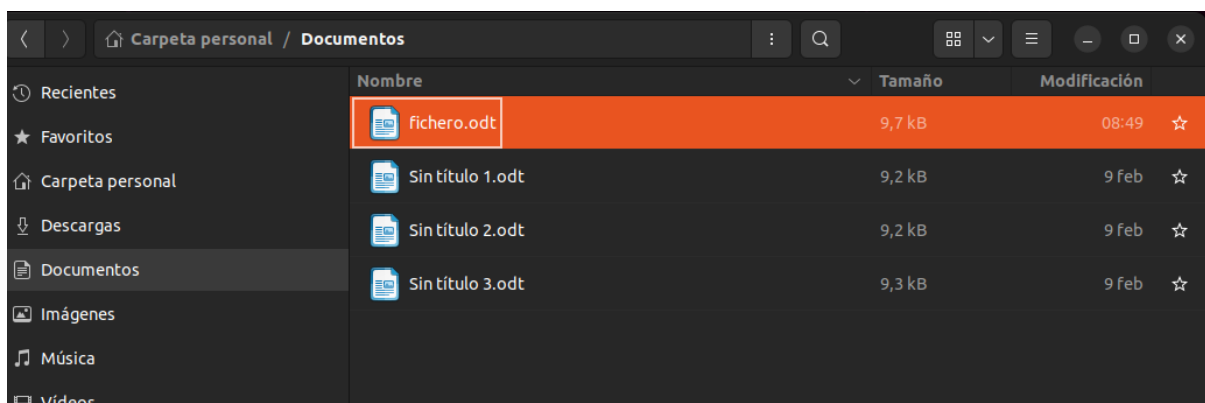 Carpeta personal / Documentos
Nombre Tamaño Modificación
Recientes
Favoritos
Carpeta personal
Descargas
Documentos
Imágenes
Música
Vídeos
fichero.odt 9,7 kB 08:49
Sin título 1.odt 9,2 kB 9 feb
Sin título 2.odt 9,2 kB 9 feb
Sin título 3.odt 9,3 kB 9 feb